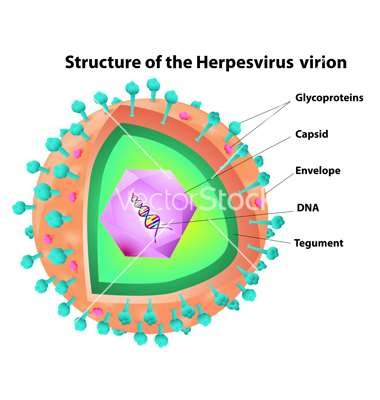 Structure of the Herpesvirus virion
Glycoproteins
Capsid
Envelope
VectorStock
DNA
Tegument